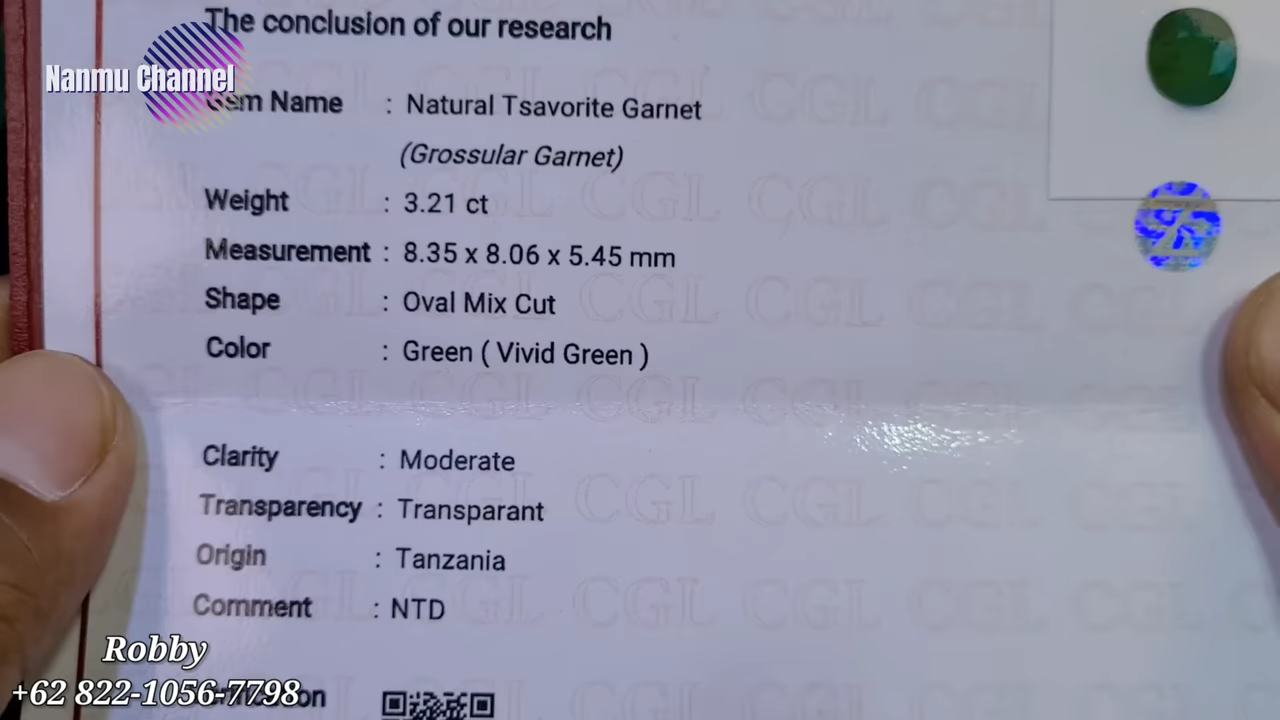 The conclusion of our research
Nanmu Channel
Gem Name : Natural Tsavorite Garnet
(Grossular Garnet)
Weight : 3.21 ct
Measurement : 8.35 x 8.06 x 5.45 mm
Shape : Oval Mix Cut
Color : Green ( Vivid Green )
Clarity : Moderate
Transparency : Transparant
Origin : Tanzania
Comment : NTD
Robby
+62 822-1056-7798
CGL